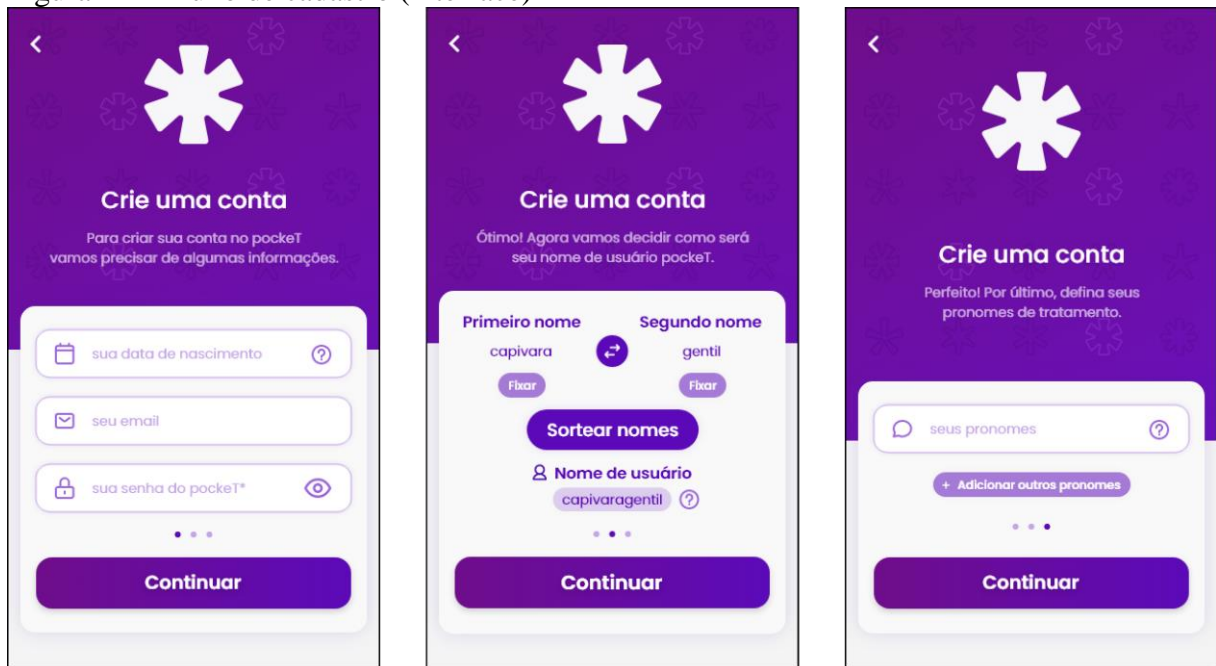 Crie uma conta
Para criar sua conta no pockeT
vamos precisar de algumas informações.
sua data de nascimento
seu email
sua senha do pockeT*
Continuar
Crie uma conta
Ótimo! Agora vamos decidir como será
seu nome de usuário pockeT.
Primeiro nome
Segundo nome
capivara
gentil
Fixar
Fixar
Sortear nomes
Nome de usuário
capivaragentil
Continuar
Crie uma conta
Perfeito! Por último, defina seus
pronomes de tratamento.
seus pronomes
+ Adicionar outros pronomes
Continuar